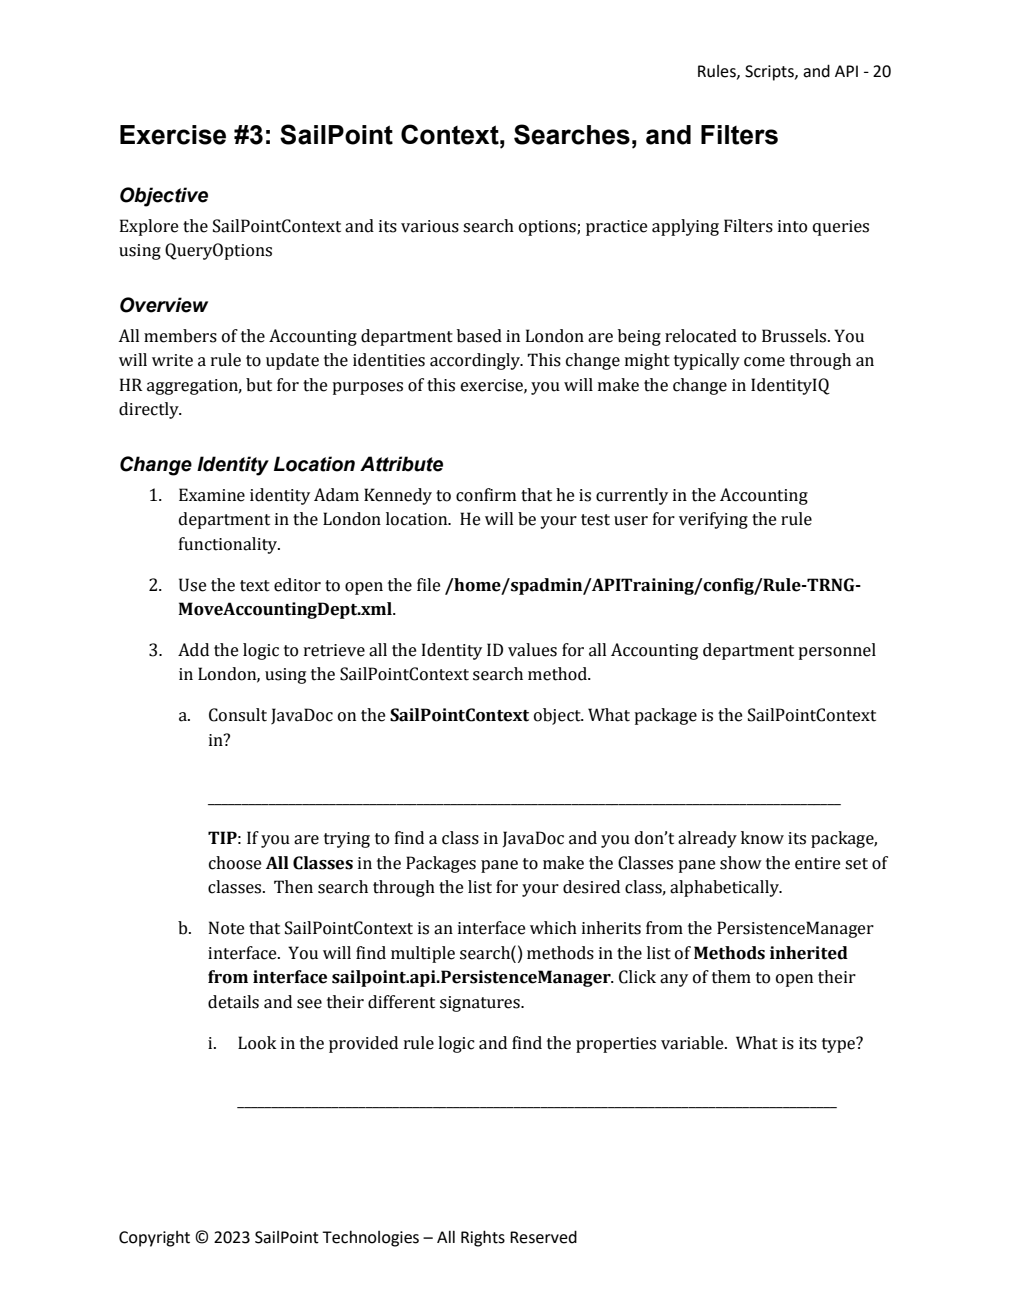 Rules, Scripts, and API - 20
Exercise #3: SailPoint Context, Searches, and Filters
Objective
Explore the SailPointContext and its various search options; practice applying Filters into queries
using QueryOptions
Overview
All members of the Accounting department based in London are being relocated to Brussels. You
will write a rule to update the identities accordingly. This change might typically come through an
HR aggregation, but for the purposes of this exercise, you will make the change in IdentityIQ
directly.
Change Identity Location Attribute
1. Examine identity Adam Kennedy to confirm that he is currently in the Accounting
department in the London location. He will be your test user for verifying the rule
functionality.
2. Use the text editor to open the file /home/spadmin/APITraining/config/Rule-TRNG-
MoveAccountingDept.xml.
3. Add the logic to retrieve all the Identity ID values for all Accounting department personnel
in London, using the SailPointContext search method.
a. Consult JavaDoc on the SailPointContext object. What package is the SailPointContext
in?
TIP: If you are trying to find a class in JavaDoc and you don’t already know its package,
choose All Classes in the Packages pane to make the Classes pane show the entire set of
classes. Then search through the list for your desired class, alphabetically.
b. Note that SailPointContext is an interface which inherits from the PersistenceManager
interface. You will find multiple search() methods in the list of Methods inherited
from interface sailpoint.api.PersistenceManager. Click any of them to open their
details and see their different signatures.
i. Look in the provided rule logic and find the properties variable. What is its type?
Copyright © 2023 SailPoint Technologies – All Rights Reserved